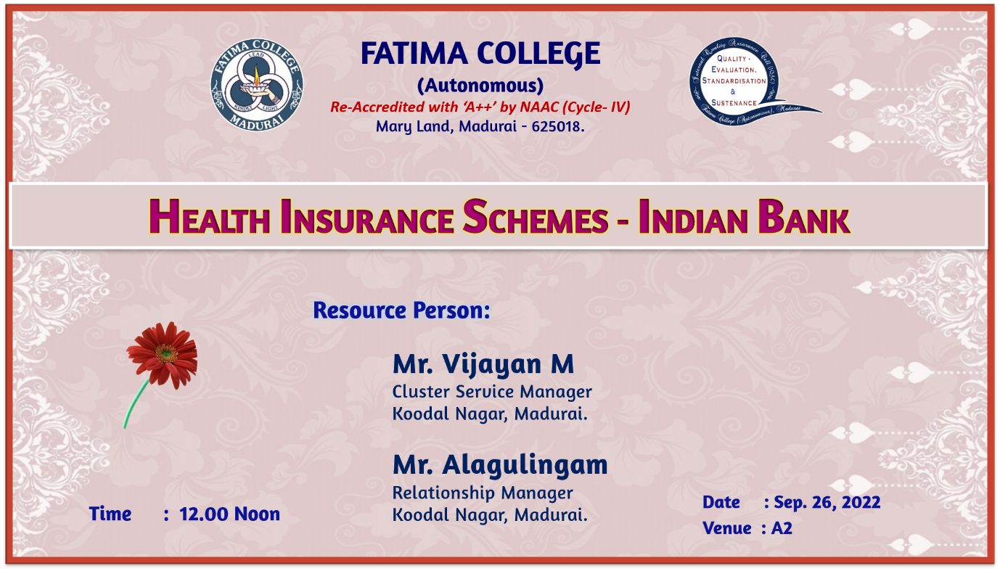 FATIMA COLLEGE
MADURAI
LEAD
KINDLY LIGHT
FATIMA COLLEGE
(Autonomous)
Re-Accredited with ‘A++’ by NAAC (Cycle- IV)
Mary Land, Madurai - 625018.
Internal Quality Assurance Cell (IQAC)
QUALITY -
EVALUATION,
STANDARDISATION
&
SUSTENANCE
Fatima College (Autonomous), Madurai
HEALTH INSURANCE SCHEMES - INDIAN BANK
Resource Person:
Mr. Vijayan M
Cluster Service Manager
Koodal Nagar, Madurai.
Mr. Alagulingam
Relationship Manager
Koodal Nagar, Madurai.
Time : 12.00 Noon
Date : Sep. 26, 2022
Venue : A2